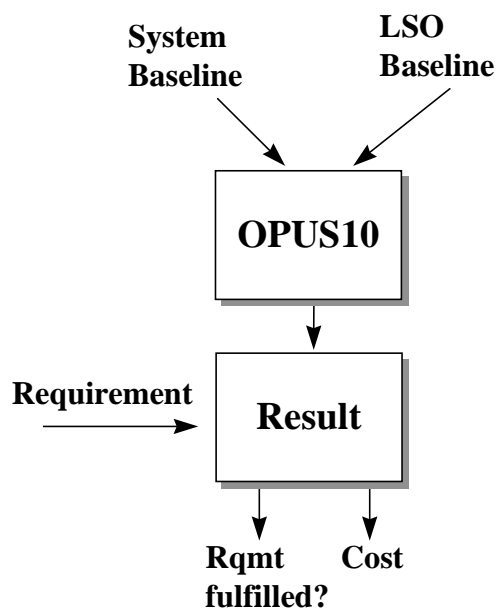 System
Baseline
LSO
Baseline
OPUS10
Requirement
Result
Rqmt
fulfilled?
Cost